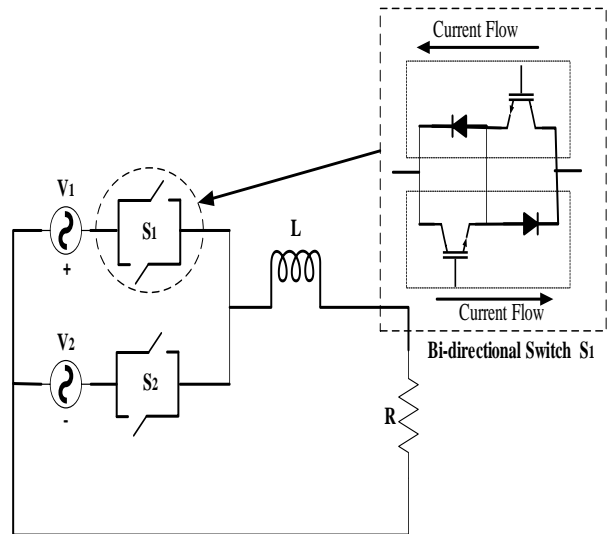 Current Flow
V1
S1
+
L
Current Flow
Bi-directional Switch S1
V2
S2
-
R